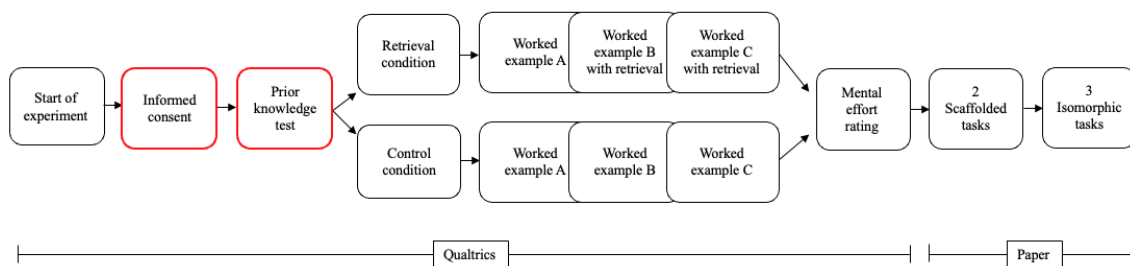 Start of
experiment
Informed
consent
Prior
knowledge
test
Retrieval
condition
Worked
example A
Worked
example B
with retrieval
Worked
example C
with retrieval
Control
condition
Worked
example A
Worked
example B
Worked
example C
Mental
effort
rating
2
Scaffolded
tasks
3
Isomorphic
tasks
Qualtrics
Paper